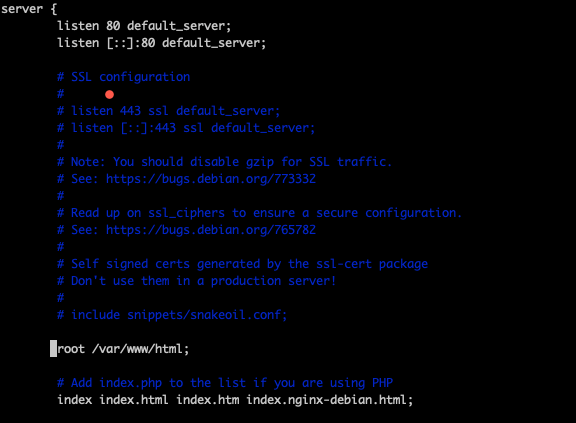 server {
listen 80 default_server;
listen [::]:80 default_server;
# SSL configuration
#
# listen 443 ssl default_server;
# listen [::]:443 ssl default_server;
#
# Note: You should disable gzip for SSL traffic.
# See: https://bugs.debian.org/773332
#
# Read up on ssl_ciphers to ensure a secure configuration.
# See: https://bugs.debian.org/765782
#
# Self signed certs generated by the ssl-cert package
# Don't use them in a production server!
#
# include snippets/snakeoil.conf;
root /var/www/html;
# Add index.php to the list if you are using PHP
index index.html index.htm index.nginx-debian.html;